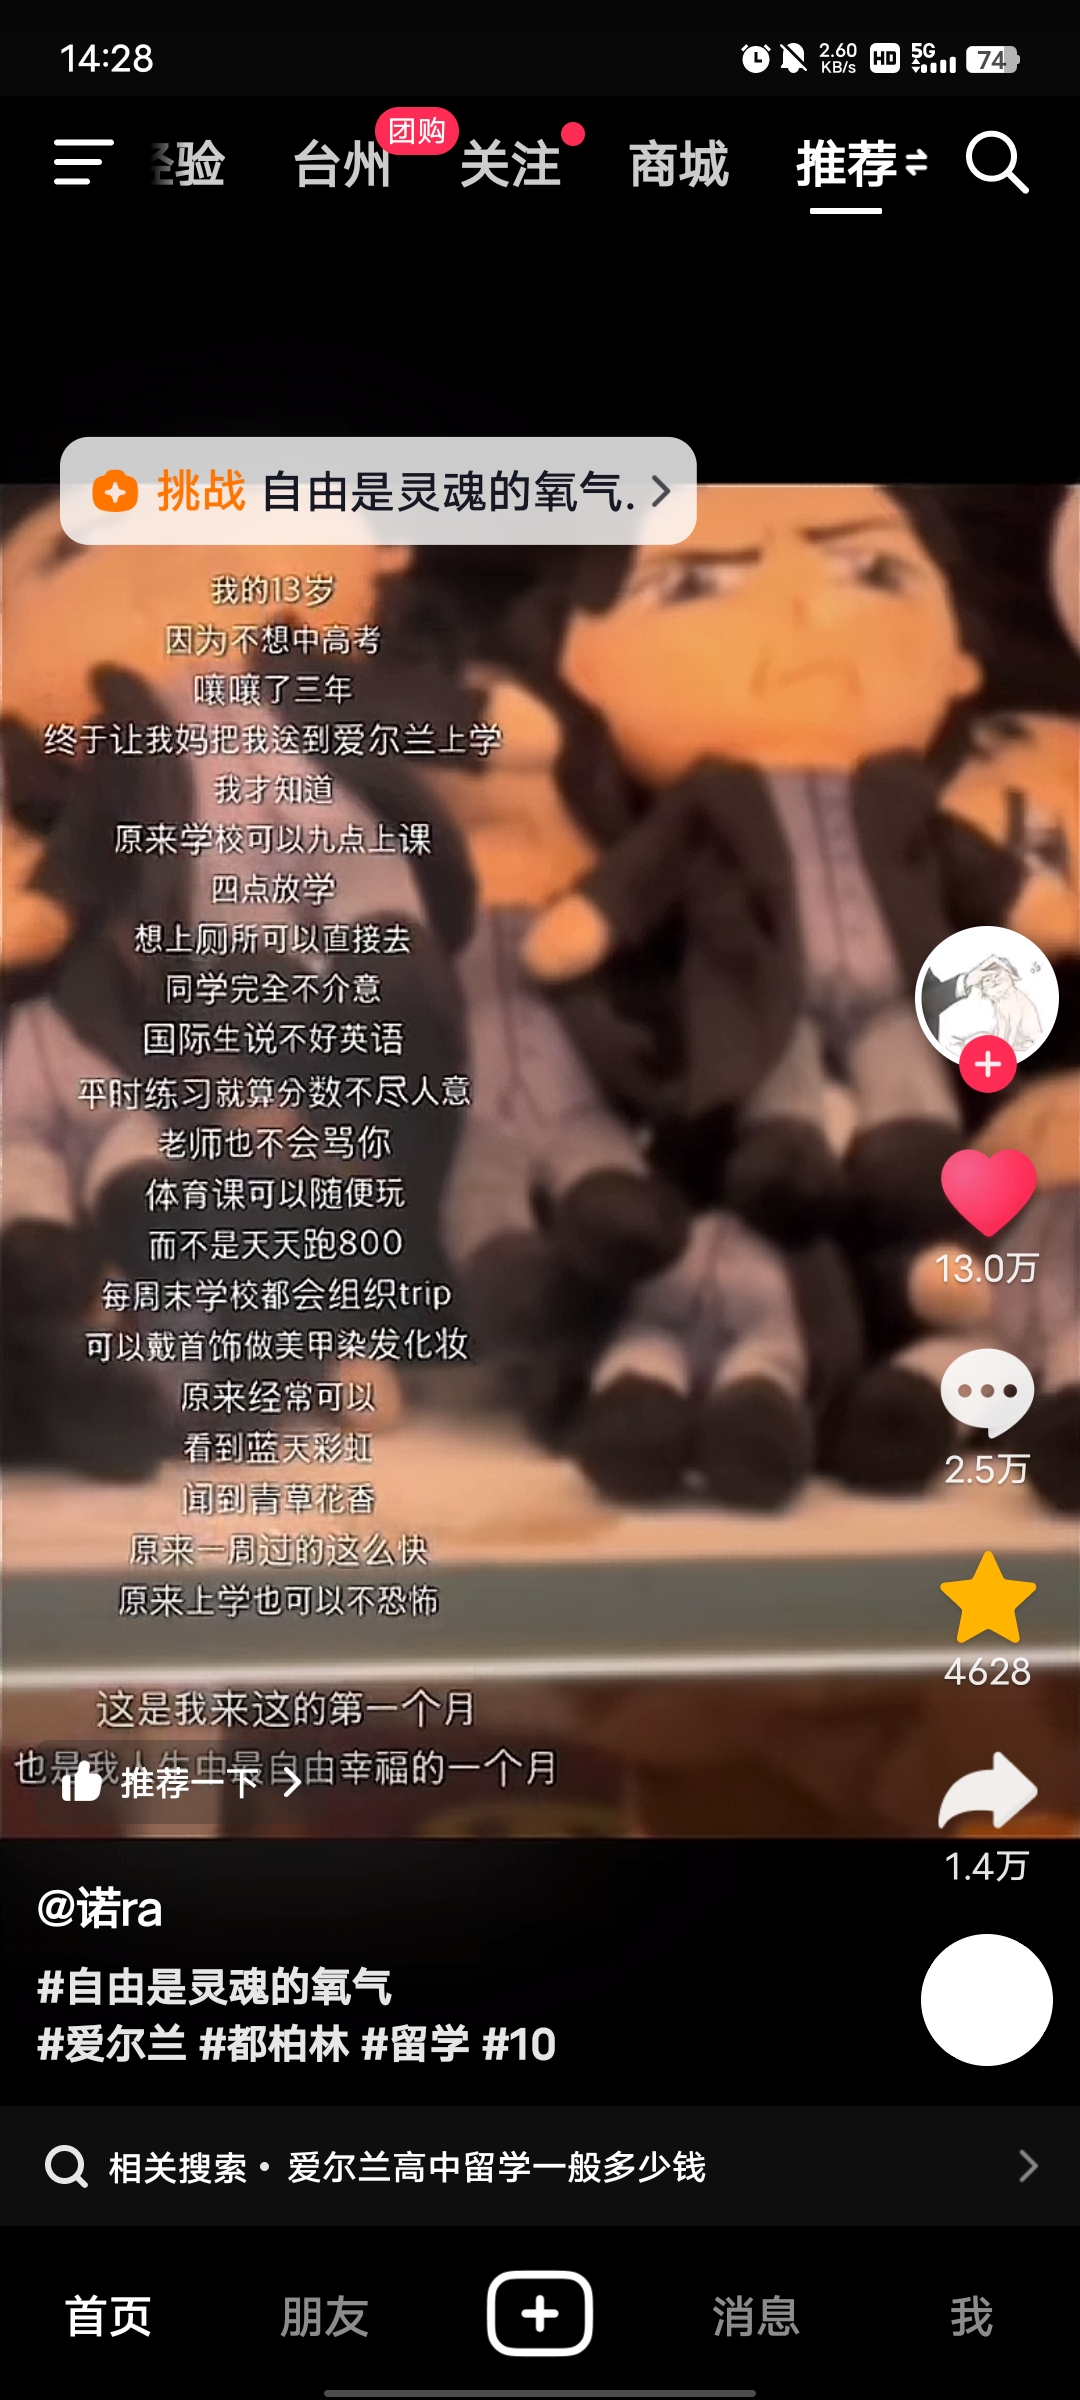 14:28
2.60 KB/s HD 5G 74
验 台州 团购 关注 商城 推荐
挑战 自由是灵魂的氧气.
我的13岁
因为不想中高考
嚷嚷了三年
终于让我妈把我送到爱尔兰上学
我才知道
原来学校可以九点上课
四点放学
想上厕所可以直接去
同学完全不介意
国际生说不好英语
平时练习就算分数不尽人意
老师也不会骂你
体育课可以随便玩
而不是天天跑800
每周末学校都会组织trip
可以戴首饰做美甲染发化妆
原来经常可以
看到蓝天彩虹
闻到青草花香
原来一周过的这么快
原来上学也可以不恐怖
这是我来这的第一个月
也是我人生中最自由幸福的一个月
推荐一下
13.0万
2.5万
4628
1.4万
@诺ra
#自由是灵魂的氧气
#爱尔兰 #都柏林 #留学 #10
相关搜索 • 爱尔兰高中留学一般多少钱
首页 朋友 消息 我